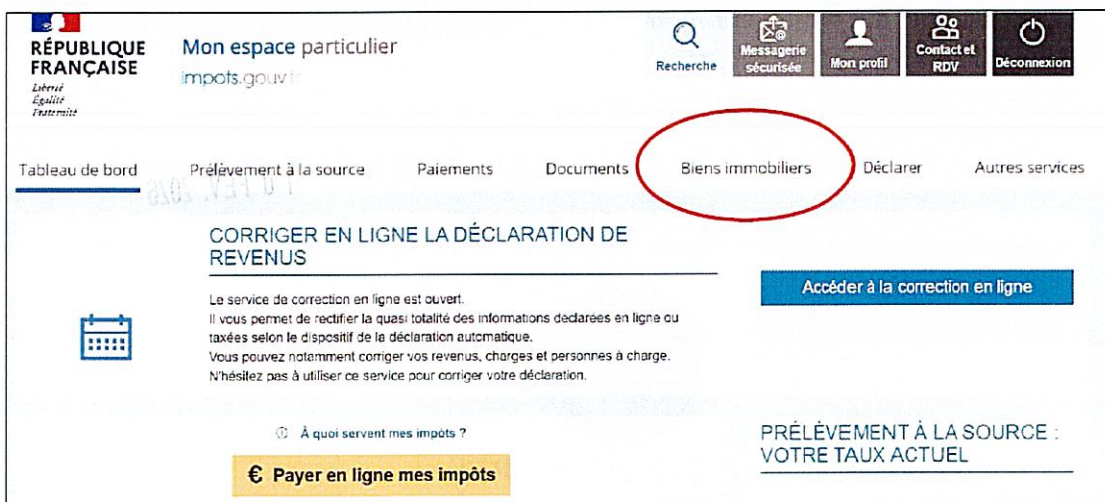 RÉPUBLIQUE
FRANÇAISE
Liberté
Égalité
Fraternité
Mon espace particulier
impots.gouv.fr
Recherche
Messagerie
sécurisée
Mon profil
Contact et
RDV
Déconnexion
Tableau de bord
Prélèvement à la source
Paiements
Documents
Biens immobiliers
Déclarer
Autres services
CORRIGER EN LIGNE LA DÉCLARATION DE
REVENUS
Le service de correction en ligne est ouvert.
Il vous permet de rectifier la quasi totalité des informations déclarées en ligne ou
taxées selon le dispositif de la déclaration automatique.
Vous pouvez notamment corriger vos revenus, charges et personnes à charge.
N'hésitez pas à utiliser ce service pour corriger votre déclaration.
Accéder à la correction en ligne
À quoi servent mes impôts ?
€ Payer en ligne mes impôts
PRÉLÈVEMENT À LA SOURCE :
VOTRE TAUX ACTUEL